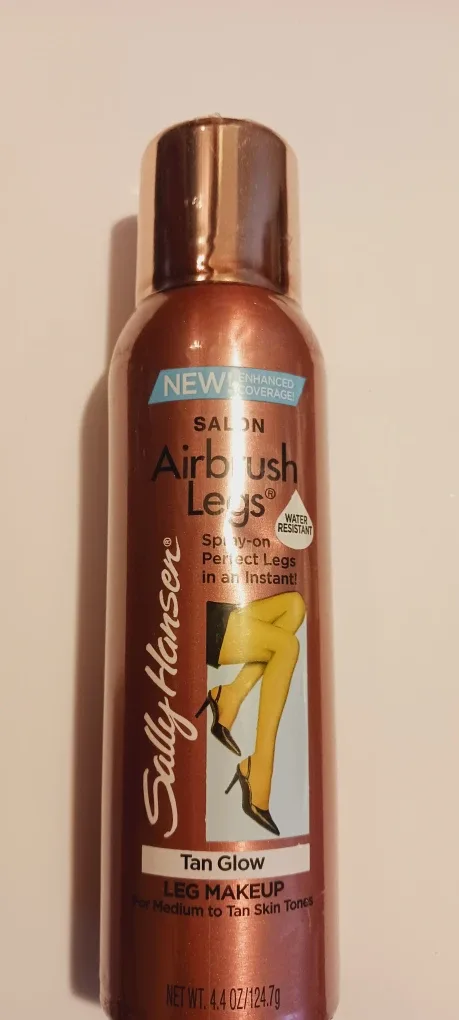 NEW! ENHANCED
COVERAGE!
SALON
Airbrush
Legs®
WATER
RESISTANT
Spray-on
Perfect Legs
in an Instant!
Sally Hansen®
Tan Glow
LEG MAKEUP
For Medium to Tan Skin Tones
NET WT. 4.4 OZ/124.7g